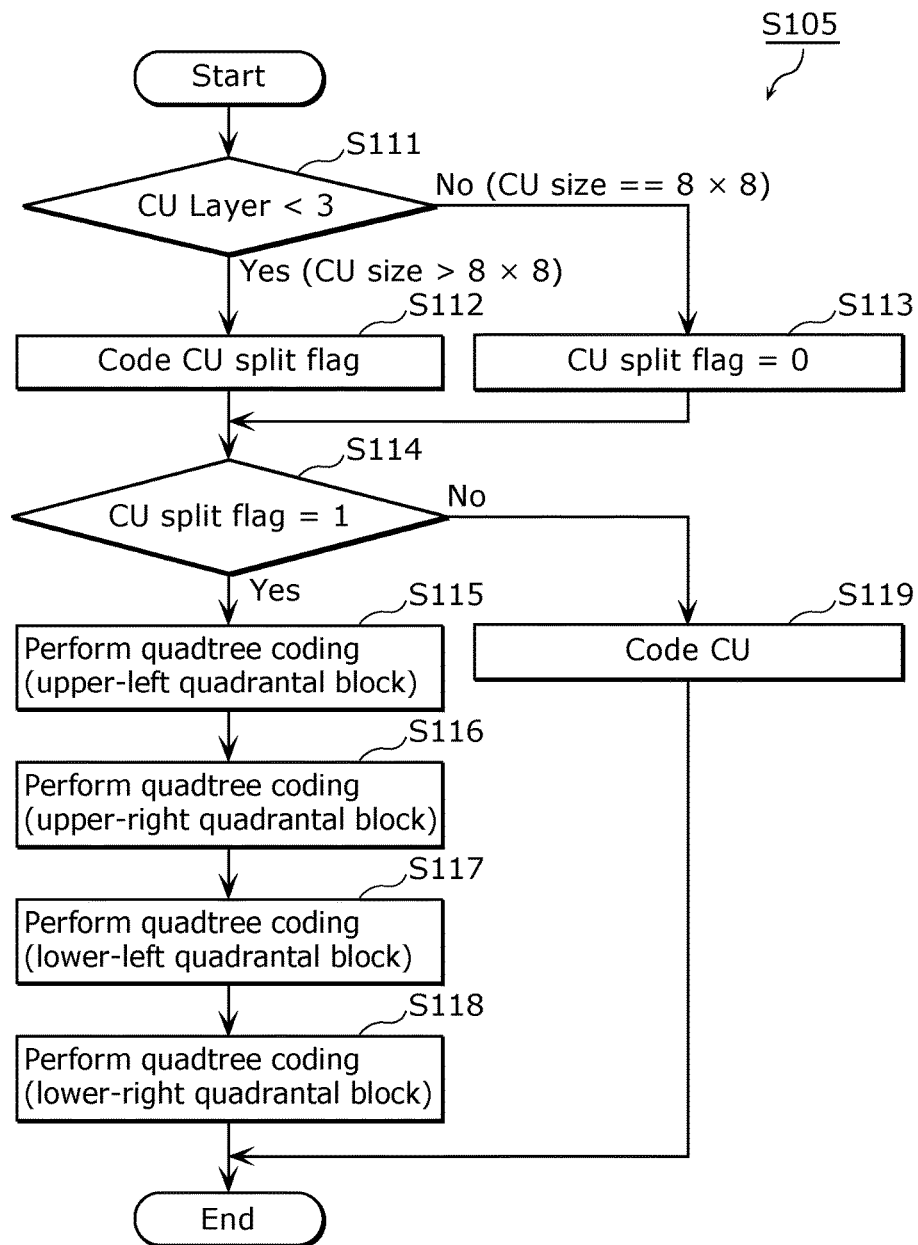 S105
Start
S111
CU Layer < 3
No (CU size == 8 × 8)
Yes (CU size > 8 × 8)
S112
Code CU split flag
S113
CU split flag = 0
S114
CU split flag = 1
No
Yes
S115
Perform quadtree coding
(upper-left quadrantal block)
S119
Code CU
S116
Perform quadtree coding
(upper-right quadrantal block)
S117
Perform quadtree coding
(lower-left quadrantal block)
S118
Perform quadtree coding
(lower-right quadrantal block)
End